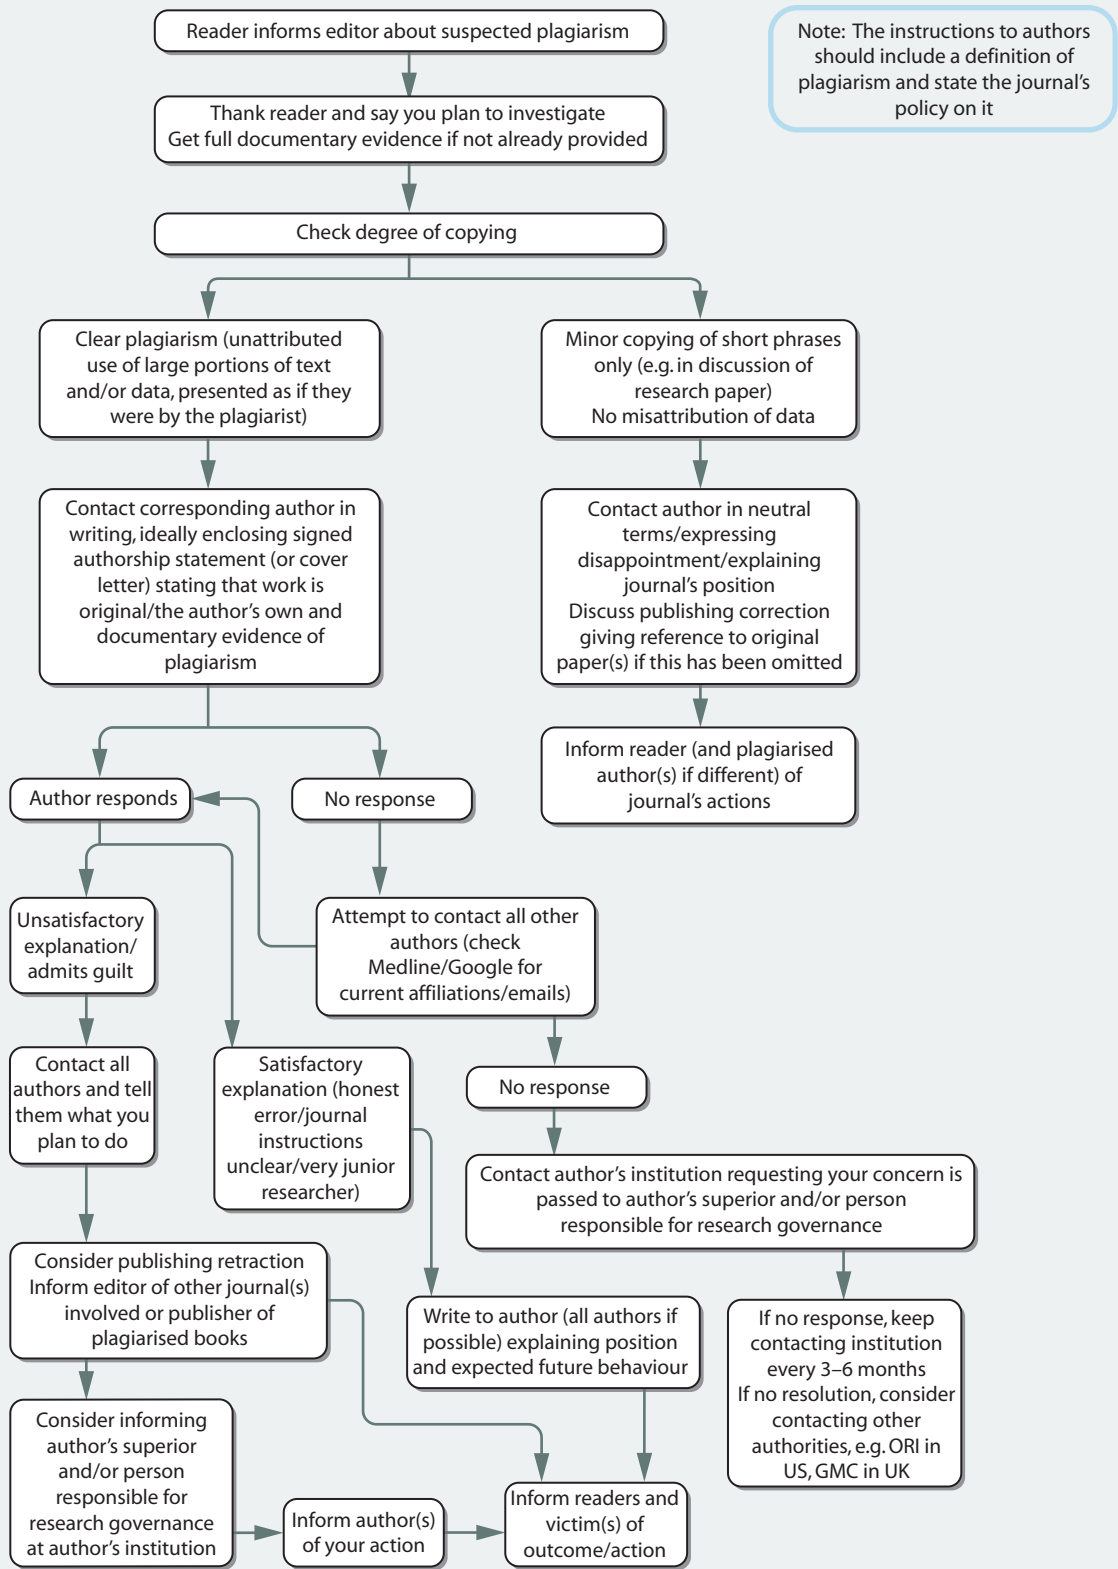 Reader informs editor about suspected plagiarism
Note: The instructions to authors
should include a definition of
plagiarism and state the journal's
policy on it
Thank reader and say you plan to investigate
Get full documentary evidence if not already provided
Check degree of copying
Clear plagiarism (unattributed
use of large portions of text
and/or data, presented as if they
were by the plagiarist)
Minor copying of short phrases
only (e.g. in discussion of
research paper)
No misattribution of data
Contact corresponding author in
writing, ideally enclosing signed
authorship statement (or cover
letter) stating that work is
original/the author's own and
documentary evidence of
plagiarism
Contact author in neutral
terms/expressing
disappointment/explaining
journal's position
Discuss publishing correction
giving reference to original
paper(s) if this has been omitted
Inform reader (and plagiarised
author(s) if different) of
journal's actions
Author responds
No response
Unsatisfactory
explanation/
admits guilt
Attempt to contact all other
authors (check
Medline/Google for
current affiliations/emails)
Contact all
authors and tell
them what you
plan to do
Satisfactory
explanation (honest
error/journal
instructions
unclear/very junior
researcher)
No response
Contact author's institution requesting your concern is
passed to author's superior and/or person
responsible for research governance
Consider publishing retraction
Inform editor of other journal(s)
involved or publisher of
plagiarised books
Write to author (all authors if
possible) explaining position
and expected future behaviour
If no response, keep
contacting institution
every 3–6 months
If no resolution, consider
contacting other
authorities, e.g. ORI in
US, GMC in UK
Consider informing
author's superior
and/or person
responsible for
research governance
at author's institution
Inform author(s)
of your action
Inform readers and
victim(s) of
outcome/action